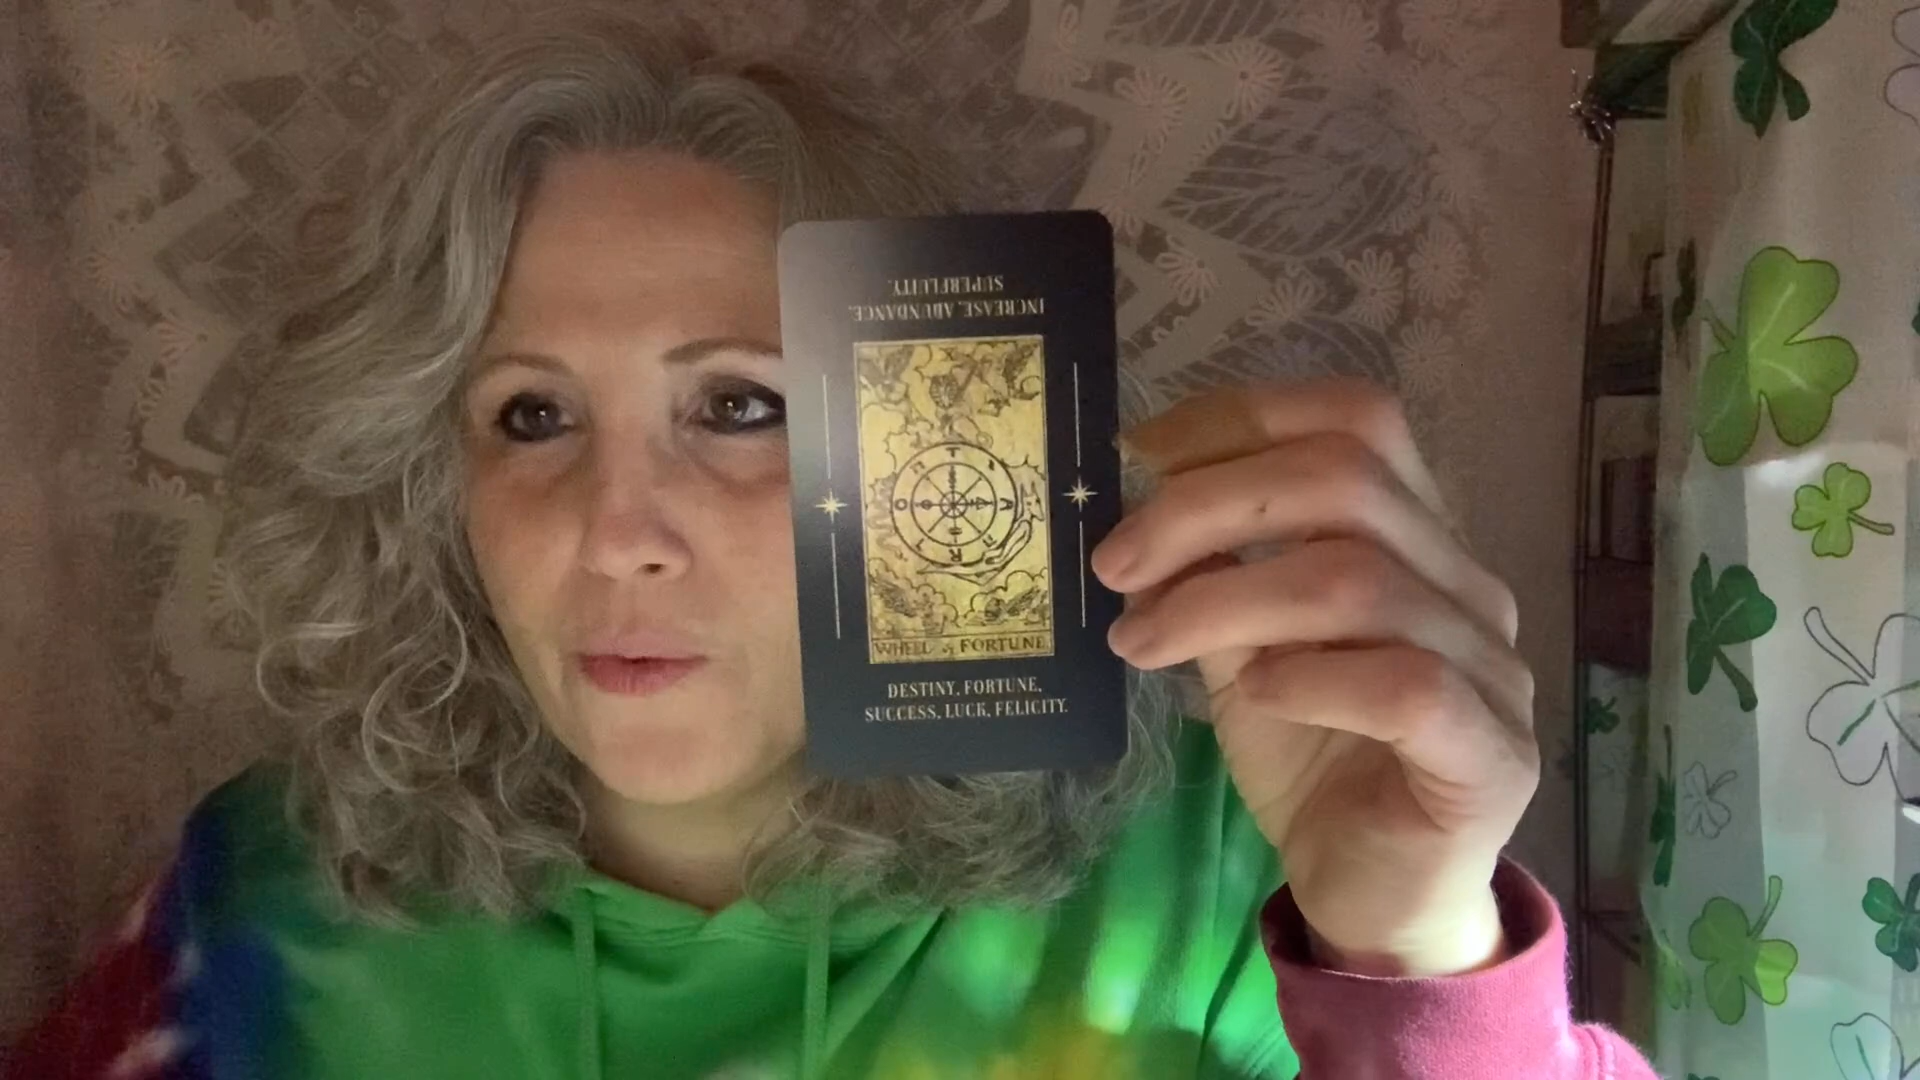 INCREASE, ABUNDANCE,
SUPERFLUITY.
X
T
A
R
O
WHEEL of FORTUNE
DESTINY, FORTUNE,
SUCCESS, LUCK, FELICITY.